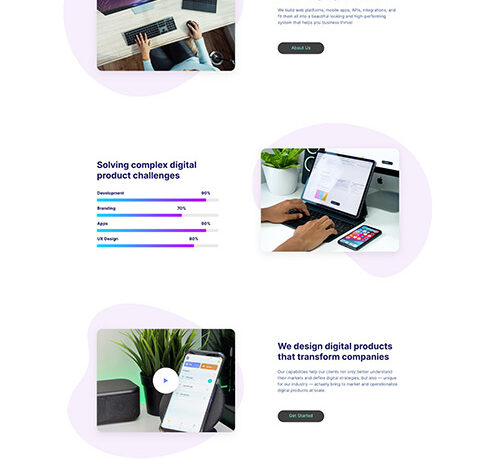 We build web platforms, mobile apps, APIs, integrations, and
fit them all into a beautiful looking and high-performing
system that helps you business thrive!
About Us
Solving complex digital
product challenges
Development 90%
Branding 70%
Apps 90%
UX Design 80%
We design digital products
that transform companies
Our capabilities help our clients not only better understand
their markets and define digital strategies, but also — unique
for our industry — actually bring to market and operationalize
digital products at scale.
Get Started